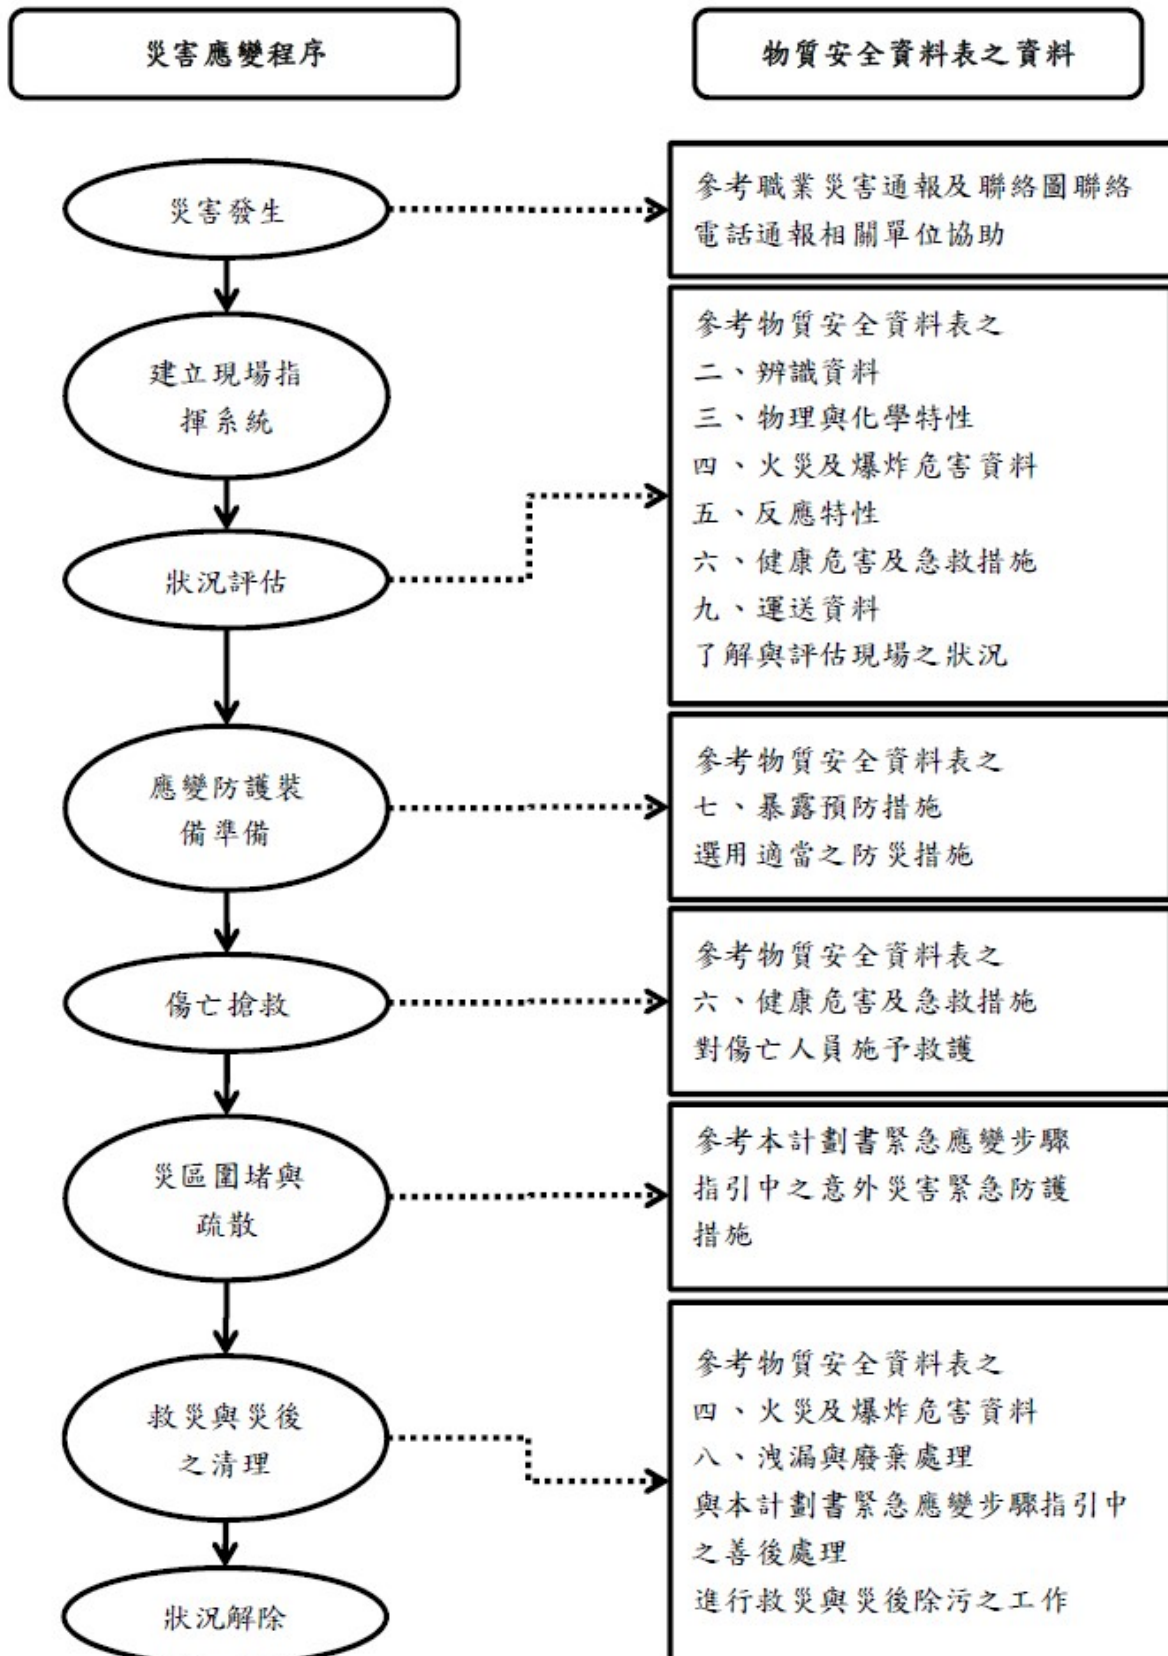 災害應變程序
物質安全資料表之資料
災害發生
參考職業災害通報及聯絡圖聯絡
電話通報相關單位協助
建立現場指
揮系統
狀況評估
參考物質安全資料表之
二、辨識資料
三、物理與化學特性
四、火災及爆炸危害資料
五、反應特性
六、健康危害及急救措施
九、運送資料
了解與評估現場之狀況
應變防護裝
備準備
參考物質安全資料表之
七、暴露預防措施
選用適當之防災措施
傷亡搶救
參考物質安全資料表之
六、健康危害及急救措施
對傷亡人員施予救護
災區圍堵與
疏散
參考本計劃書緊急應變步驟
指引中之意外災害緊急防護
措施
救災與災後
之清理
參考物質安全資料表之
四、火災及爆炸危害資料
八、洩漏與廢棄處理
與本計劃書緊急應變步驟指引中
之善後處理
進行救災與災後除污之工作
狀況解除